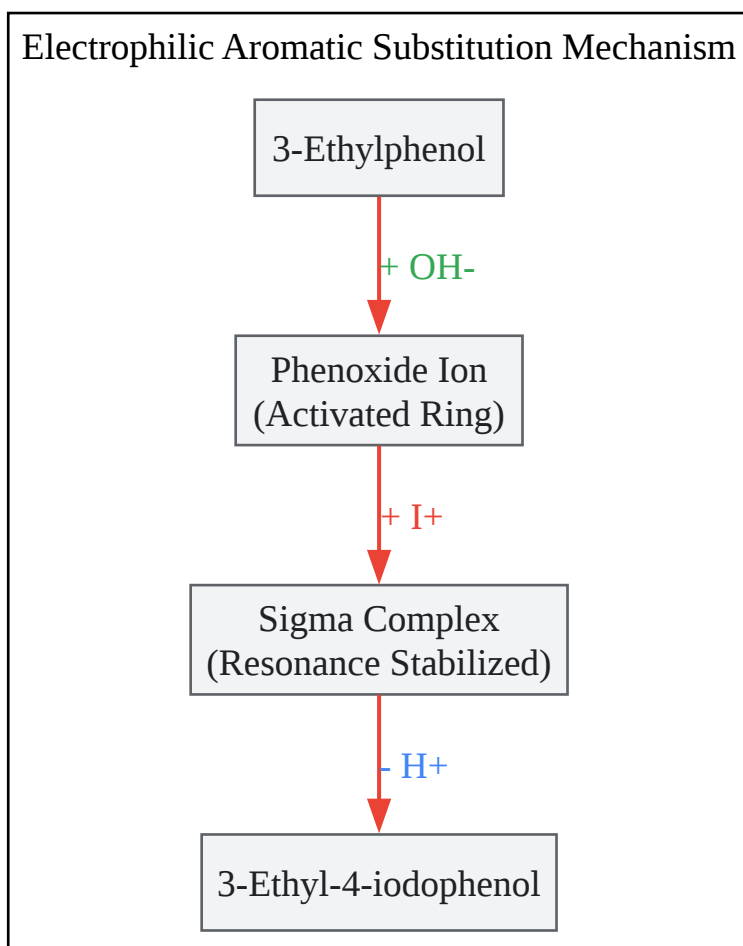 Electrophilic Aromatic Substitution Mechanism
3-Ethylphenol
+ OH-
Phenoxide Ion
(Activated Ring)
+ I+
Sigma Complex
(Resonance Stabilized)
- H+
3-Ethyl-4-iodophenol